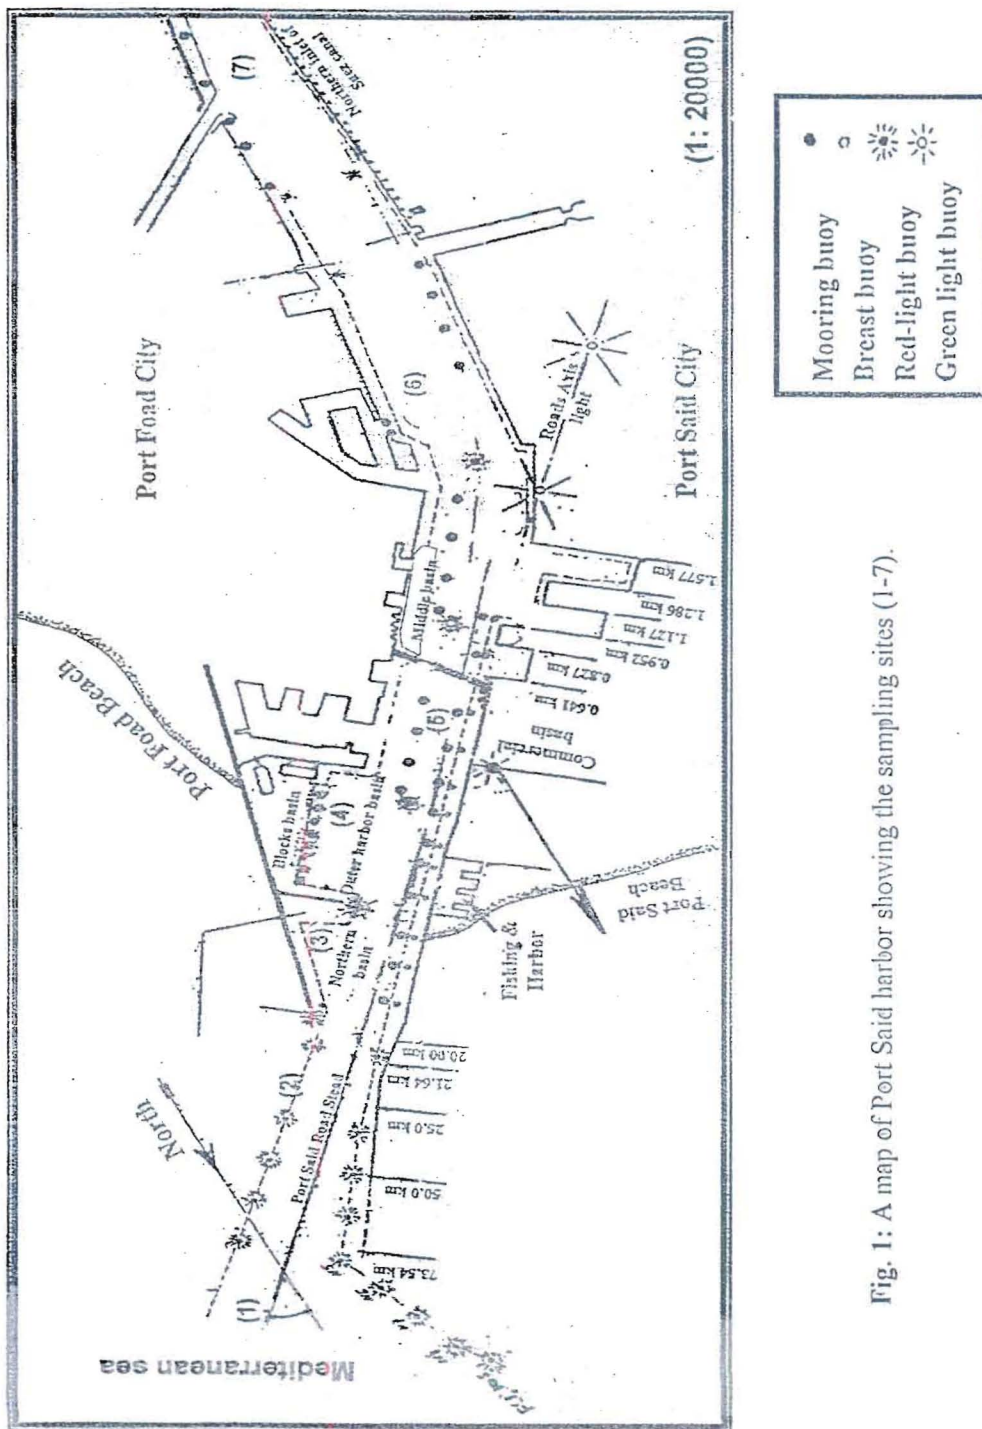 Mediterranean sea
(1)
North
(2)
Port Said Road Stead
73.54 km
50.0 km
25.0 km
21.64 km
20.00 km
(3)
Northern
basin
Outer harbor basin
Blocks basin
(4)
Port Foad Beach
Fishing &
Harbor
Port Said
Beach
Commercial
basin
(5)
Middle basin
0.641 km
0.827 km
0.952 km
1.127 km
1.286 km
1.577 km
Port Foad City
(6)
Roads Axis
light
Port Said City
(7)
Northern inlet of
Suez canal
(1: 20000)
Mooring buoy
Breast buoy
Red-light buoy
Green light buoy
Fig. 1: A map of Port Said harbor showing the sampling sites (1-7).